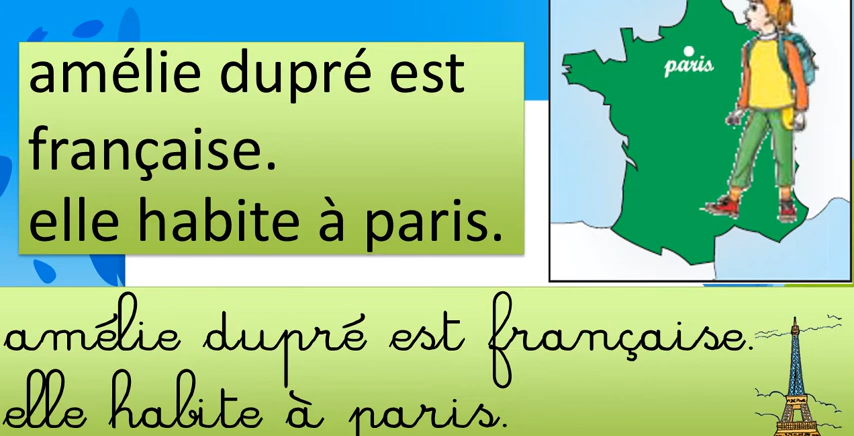 amélie dupré est
française.
elle habite à paris.
paris
amélie dupré est française.
elle habite à paris.